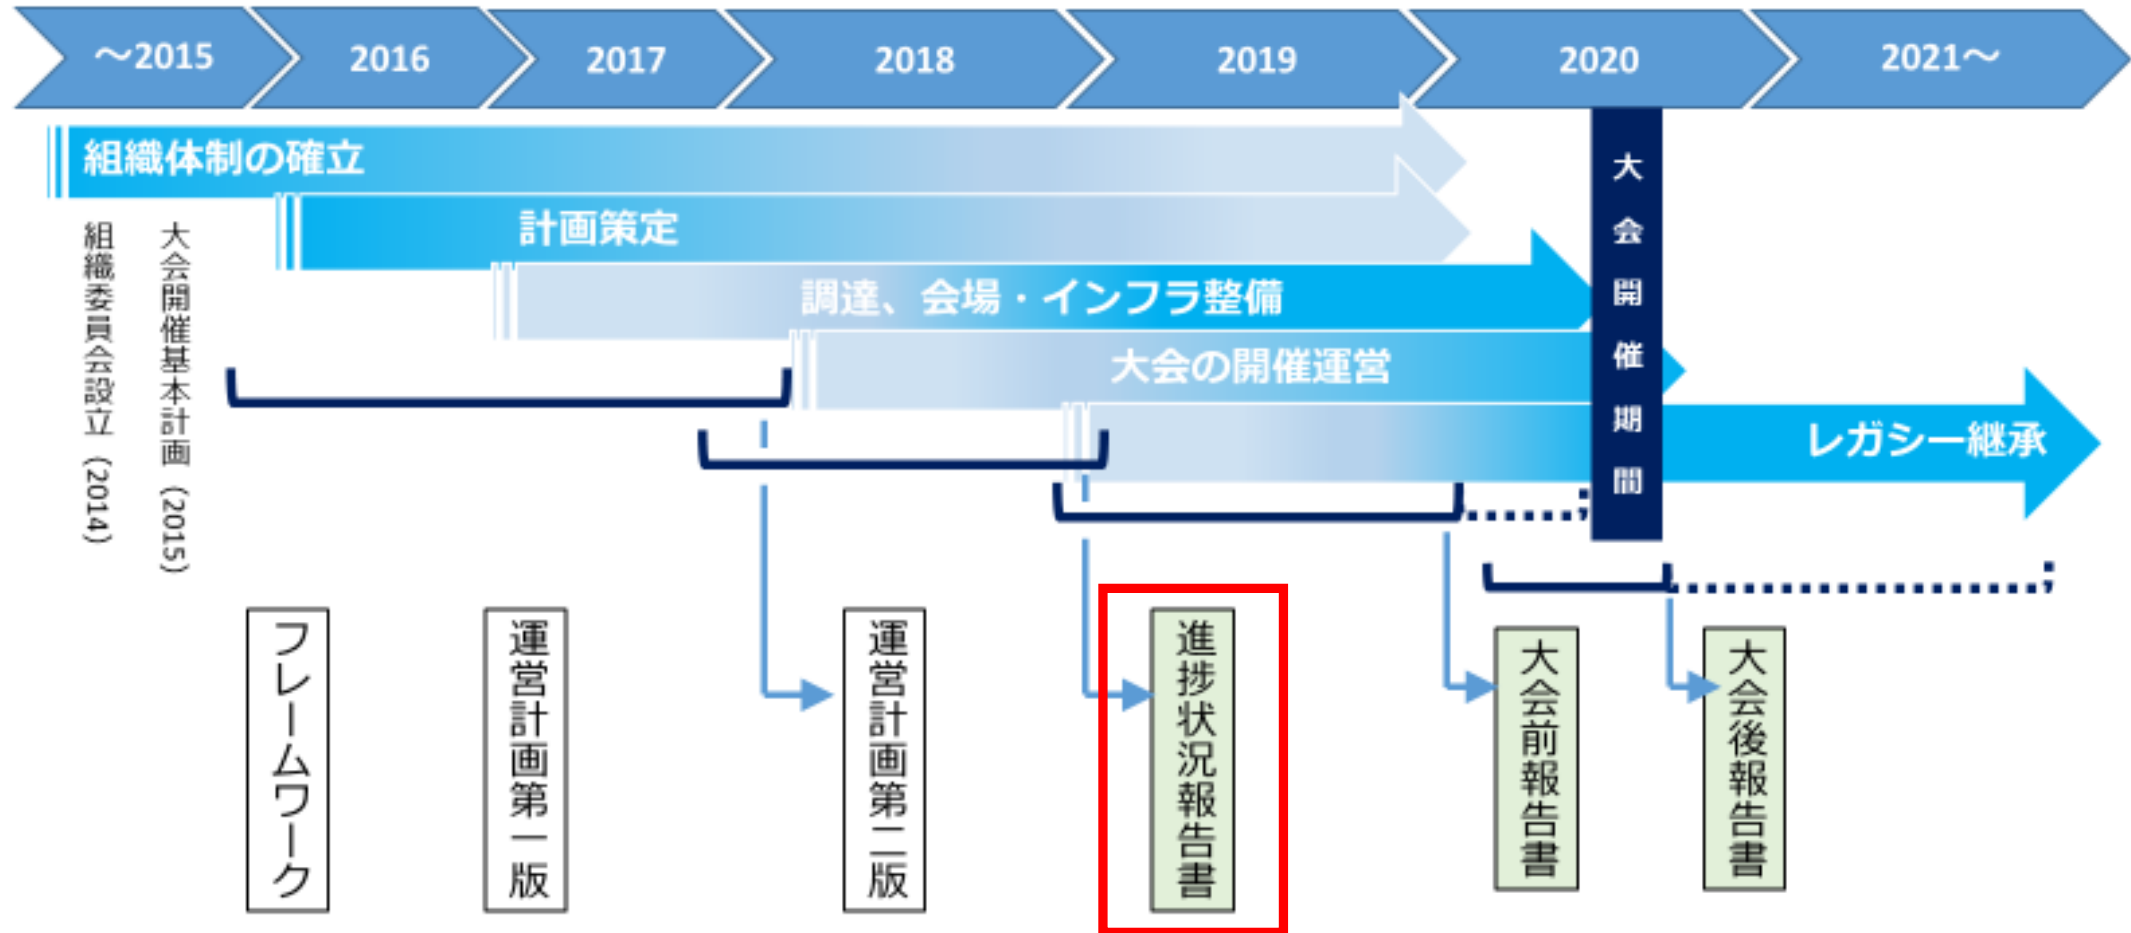 ～2015
2016
2017
2018
2019
2020
2021～
組織体制の確立
計画策定
調達、会場・インフラ整備
大会の開催運営
レガシー継承
大会開催期間
組織委員会設立 (2014)
大会開催基本計画 (2015)
フレームワーク
運営計画第一版
運営計画第二版
進捗状況報告書
大会前報告書
大会後報告書